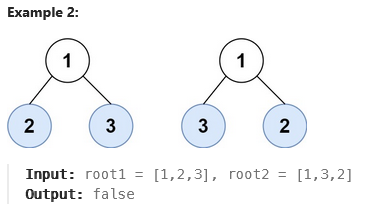 Example 2:
1
1
2
3
3
2
Input: root1 = [1,2,3], root2 = [1,3,2]
Output: false